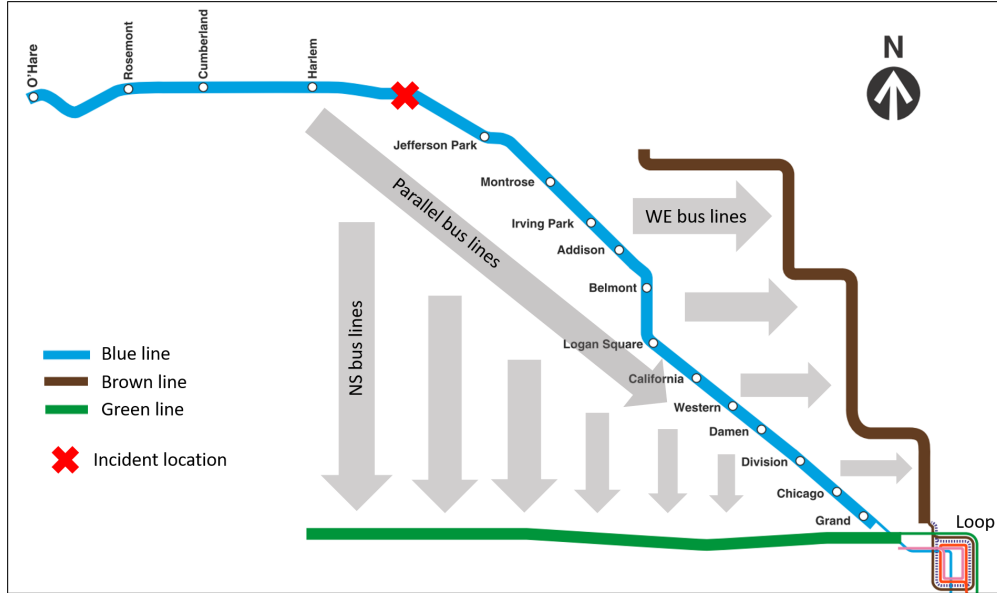 O'Hare
Rosemont
Cumberland
Harlem
N
Jefferson Park
Montrose
Parallel bus lines
WE bus lines
Irving Park
Addison
Belmont
NS bus lines
Logan Square
Blue line
California
Brown line
Western
Green line
Damen
Incident location
Division
Chicago
Grand
Loop